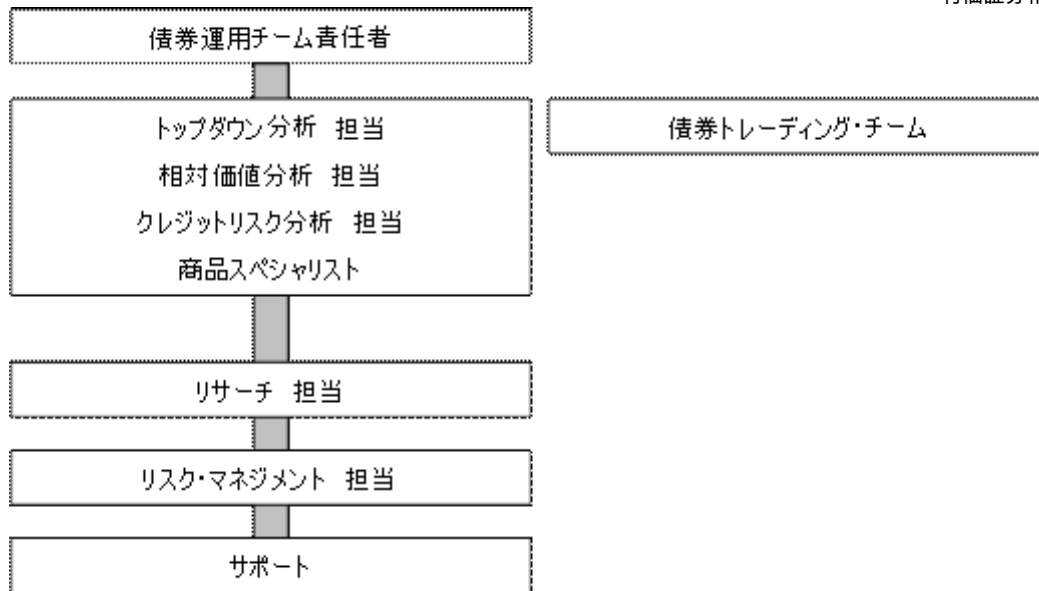 債券運用チーム責任者
トップダウン分析 担当
債券トレーディング・チーム
相対価値分析 担当
クレジットリスク分析 担当
商品スペシャリスト
リサーチ 担当
リスク・マネジメント 担当
サポート